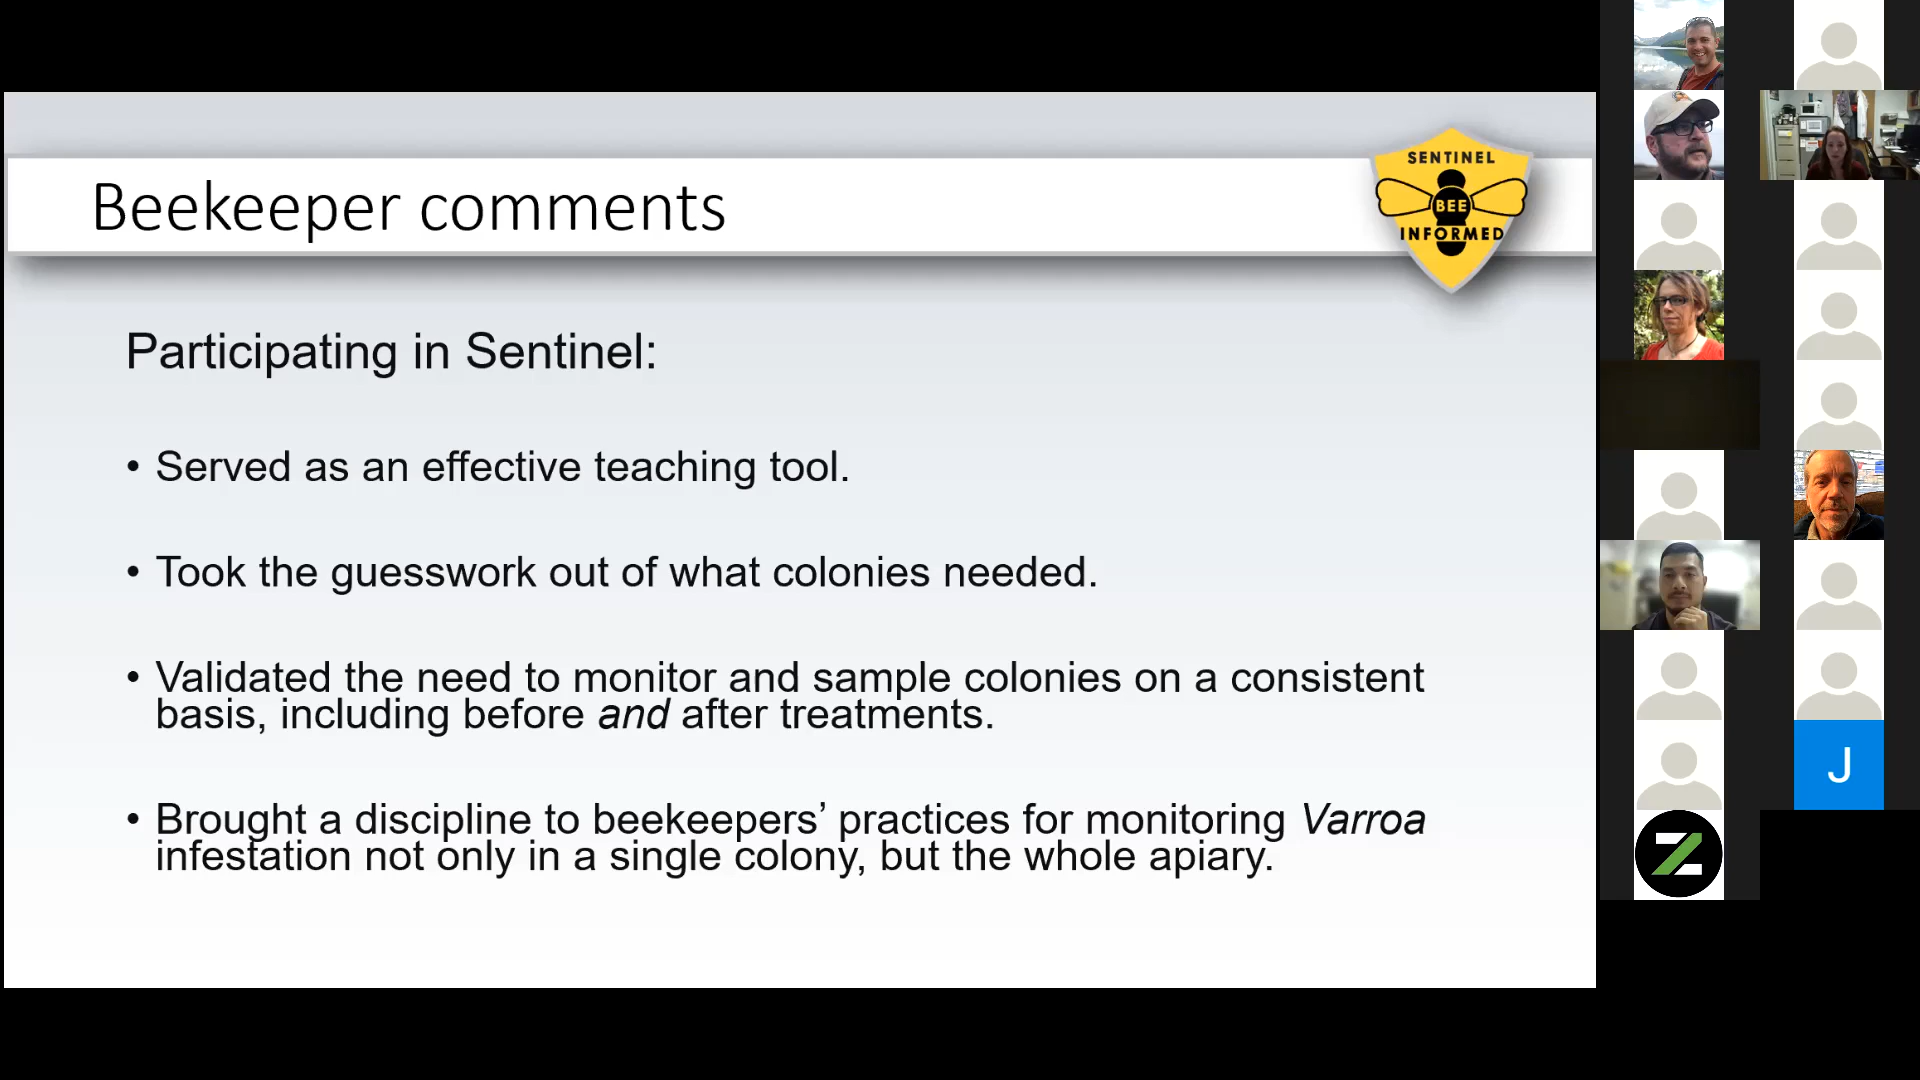 Beekeeper comments
SENTINEL
BEE
INFORMED
Participating in Sentinel:
• Served as an effective teaching tool.
• Took the guesswork out of what colonies needed.
• Validated the need to monitor and sample colonies on a consistent
basis, including before and after treatments.
• Brought a discipline to beekeepers’ practices for monitoring Varroa
infestation not only in a single colony, but the whole apiary.
J
Z